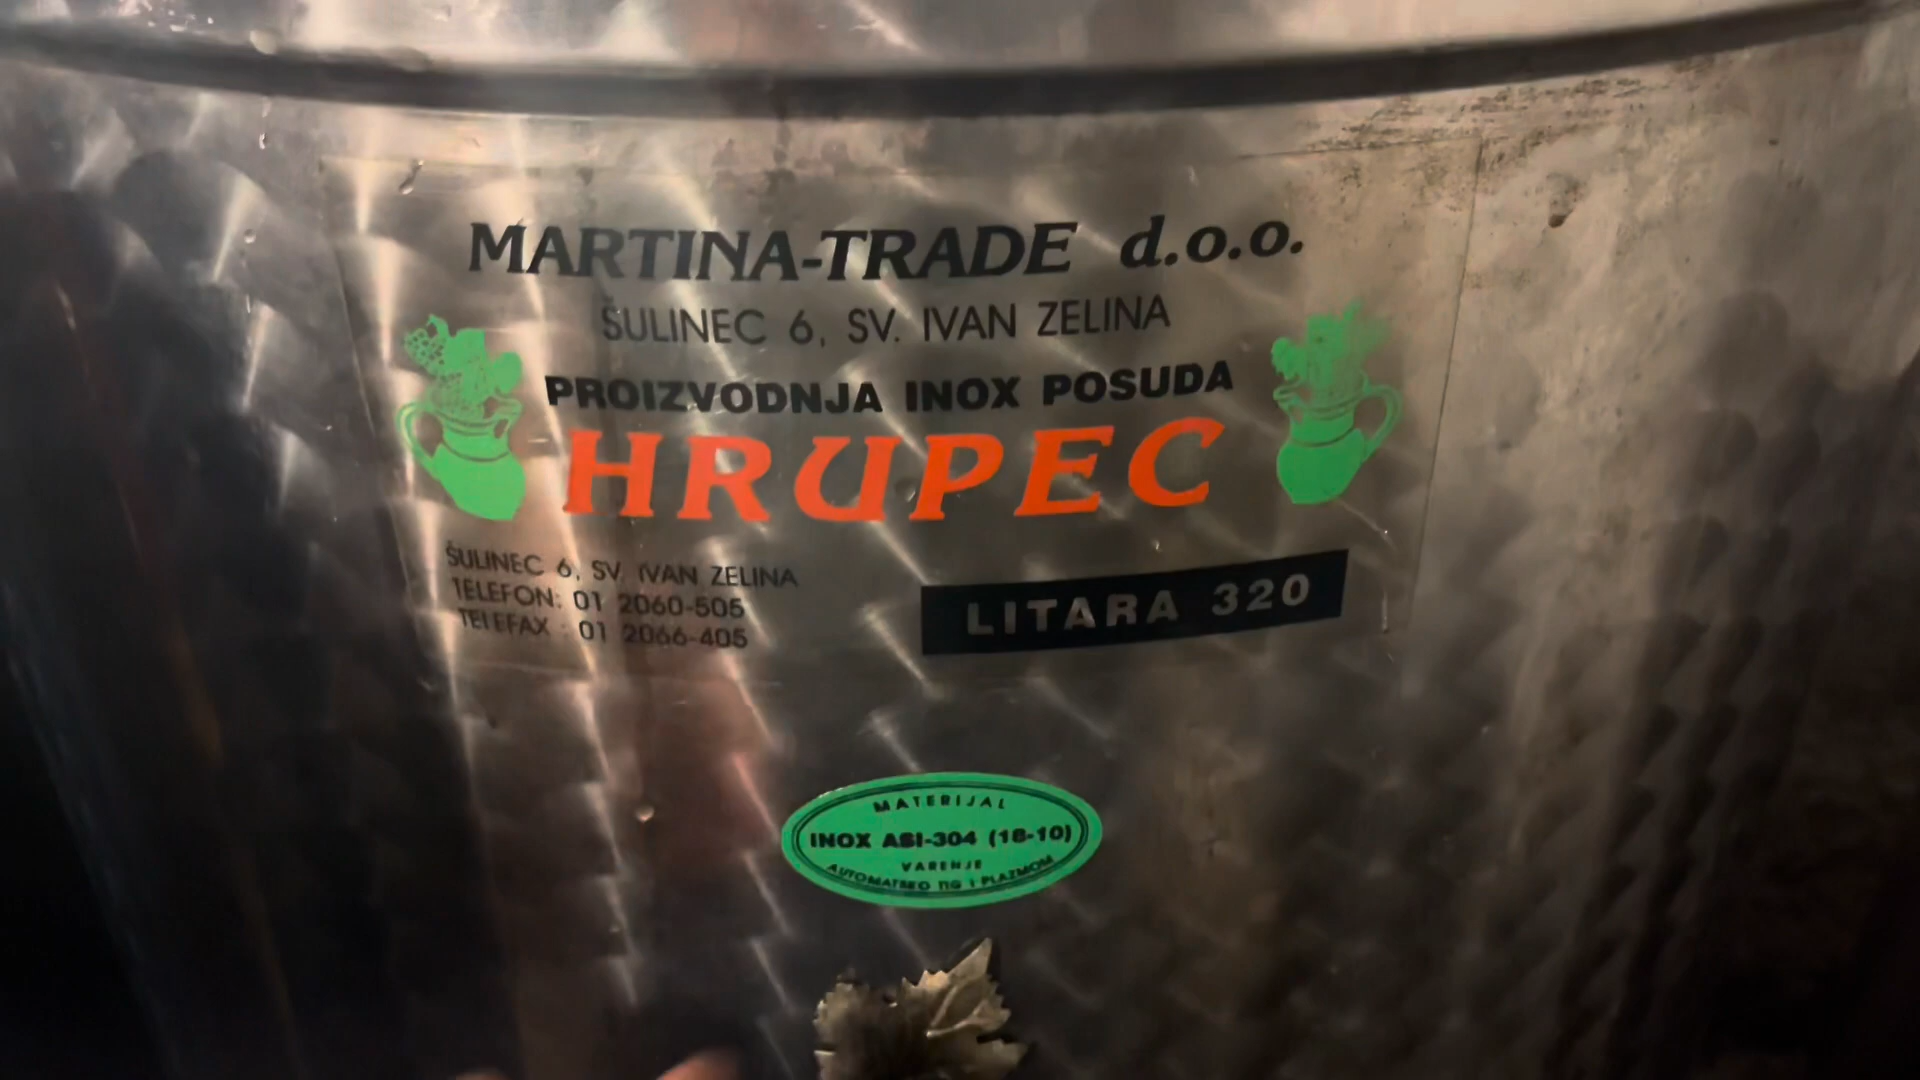 MARTINA-TRADE d.o.o.
ŠULINEC 6, SV. IVAN ZELINA
PROIZVODNJA INOX POSUDA
HRUPEC
ŠULINEC 6, SV. IVAN ZELINA
TELEFON: 01 2060-505
TELEFAX : 01 2066-405
LITARA 320
MATERIJAL
INOX ASI-304 (18-10)
VARENJE
AUTOMATSKO TIG I PLAZMOM